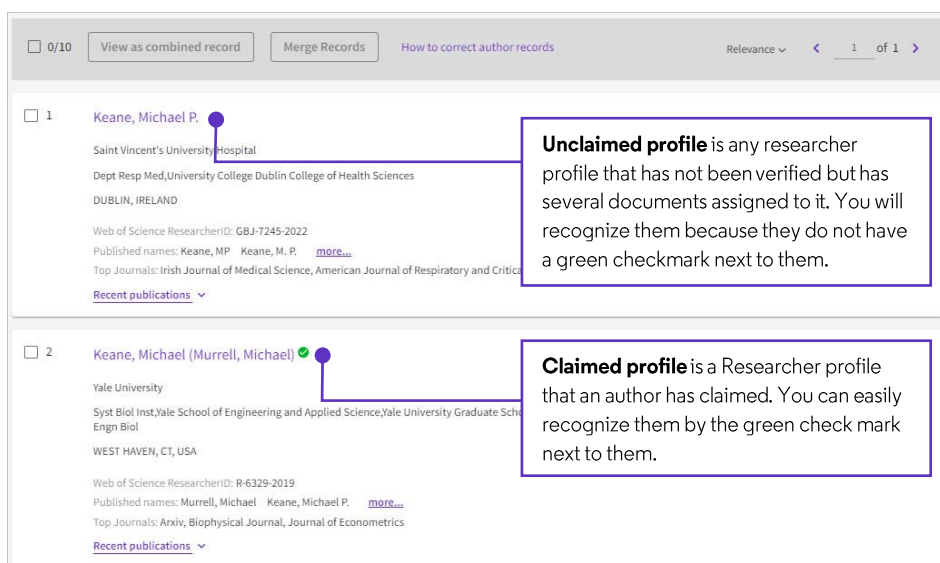 0/10 View as combined record Merge Records How to correct author records Relevance 1 of 1
1 Keane, Michael P.
Saint Vincent's University Hospital
Dept Resp Med,University College Dublin College of Health Sciences
DUBLIN, IRELAND
Web of Science ResearcherID: GBJ-7245-2022
Published names: Keane, MP Keane, M. P. more...
Top Journals: Irish Journal of Medical Science, American Journal of Respiratory and Critica
Recent publications
Unclaimed profile is any researcher
profile that has not been verified but has
several documents assigned to it. You will
recognize them because they do not have
a green checkmark next to them.
2 Keane, Michael (Murrell, Michael)
Yale University
Syst Biol Inst,Yale School of Engineering and Applied Science,Yale University Graduate Scho
Engn Biol
WEST HAVEN, CT, USA
Web of Science ResearcherID: R-6329-2019
Published names: Murrell, Michael Keane, Michael P. more...
Top Journals: Arxiv, Biophysical Journal, Journal of Econometrics
Recent publications
Claimed profile is a Researcher profile
that an author has claimed. You can easily
recognize them by the green check mark
next to them.